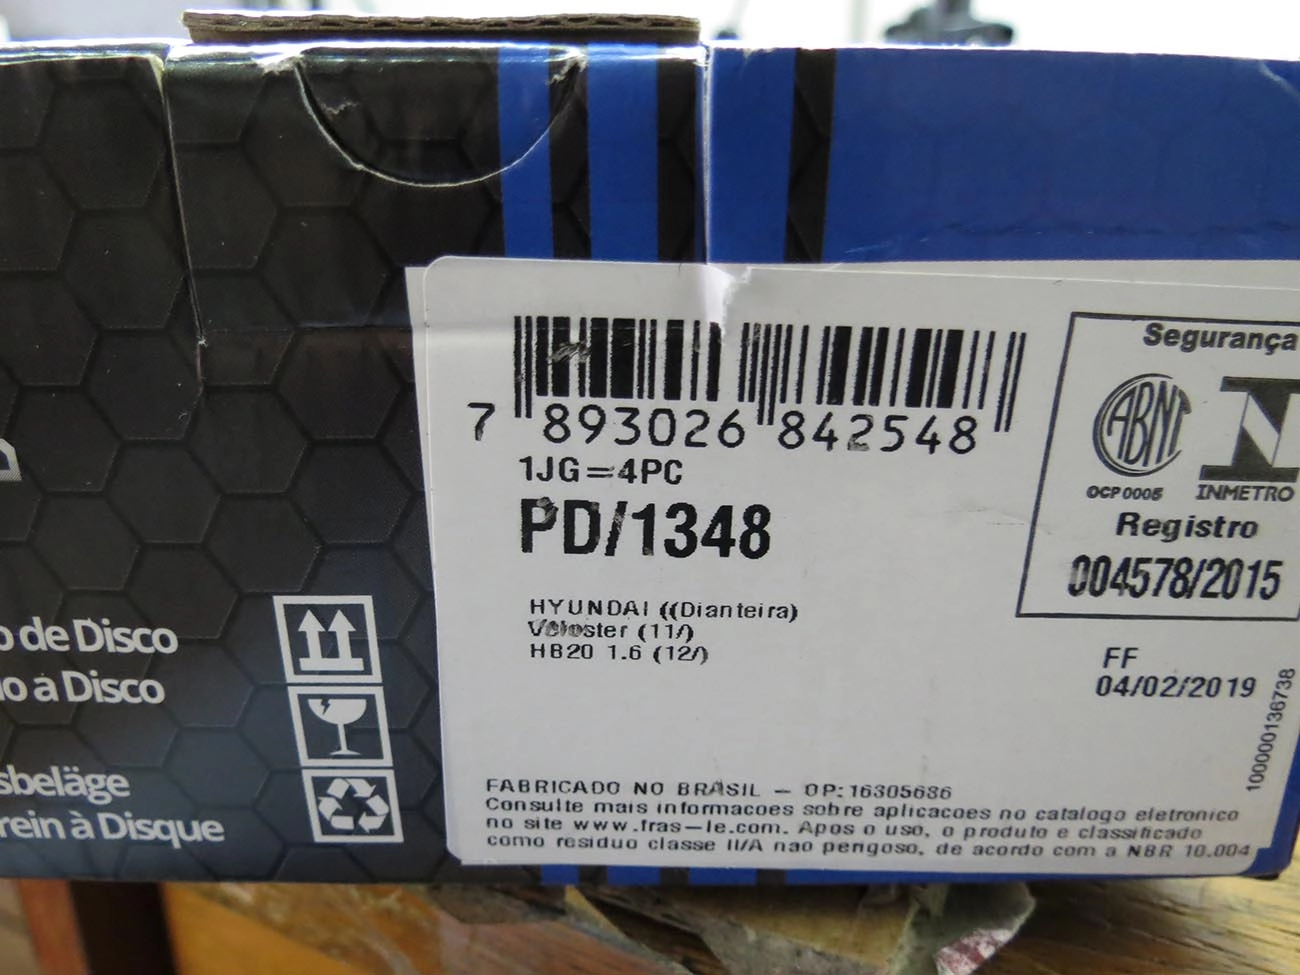 Segurança
ABNT
N
OCP0005
INMETRO
Registro
004578/2015
7 893026 842548
1JG=4PC
PD/1348
HYUNDAI ((Dianteira)
Veloster (11/)
HB20 1.6 (12/)
FF
04/02/2019
100000136738
de Disco
a Disco
sbeläge
rein à Disque
FABRICADO NO BRASIL - OP:16305686
Consulte mais informacoes sobre aplicacoes no catalogo eletronico
no site www.fras-le.com. Apos o uso, o produto e classificado
como residuo classe II/A nao perigoso, de acordo com a NBR 10.004